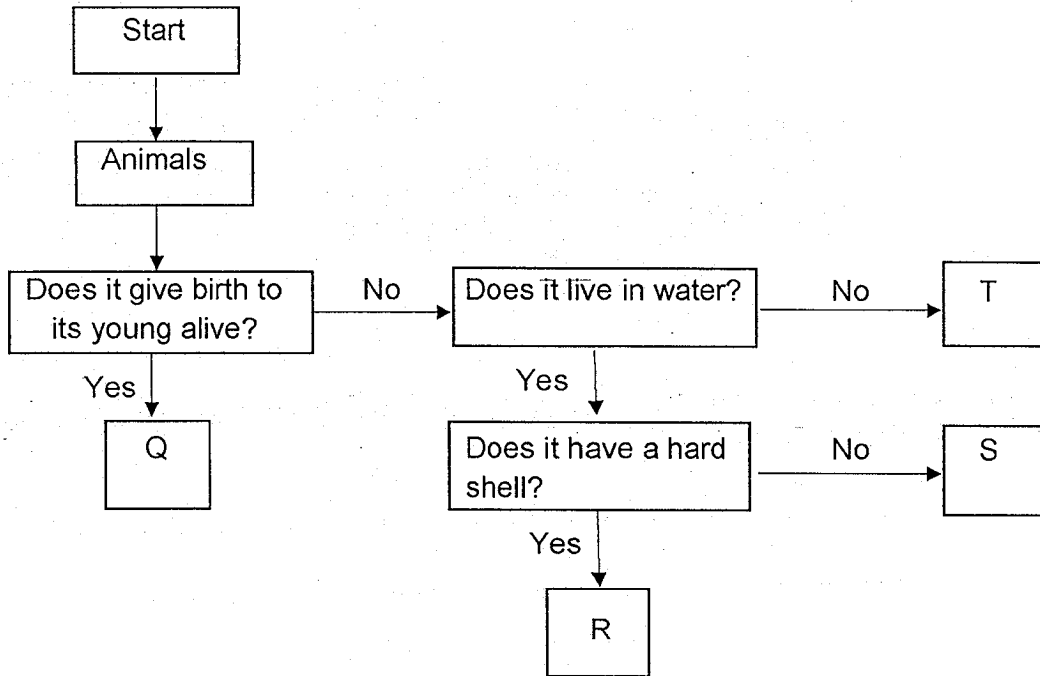 Start
Animals
Does it give birth to
its young alive?
No
Does it live in water?
No
T
Yes
Yes
Q
Does it have a hard
shell?
No
S
Yes
R